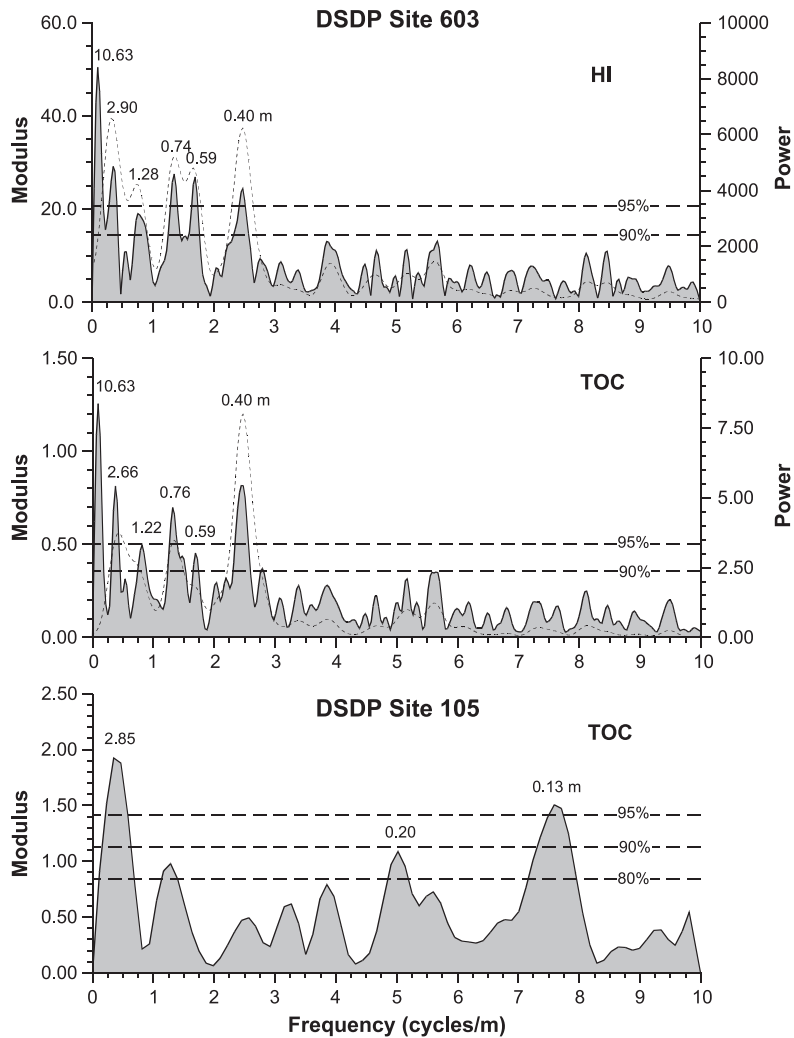 DSDP Site 603
HI
Modulus
Power
60.0
40.0
20.0
0.0
10000
8000
6000
4000
2000
0
10.63
2.90
1.28
0.74
0.59
0.40 m
95%
90%
0 1 2 3 4 5 6 7 8 9 10
TOC
Modulus
Power
1.50
1.00
0.50
0.00
10.00
7.50
5.00
2.50
0.00
10.63
2.66
1.22
0.76
0.59
0.40 m
95%
90%
0 1 2 3 4 5 6 7 8 9 10
DSDP Site 105
TOC
Modulus
2.50
2.00
1.50
1.00
0.50
0.00
2.85
0.20
0.13 m
95%
90%
80%
0 1 2 3 4 5 6 7 8 9 10
Frequency (cycles/m)